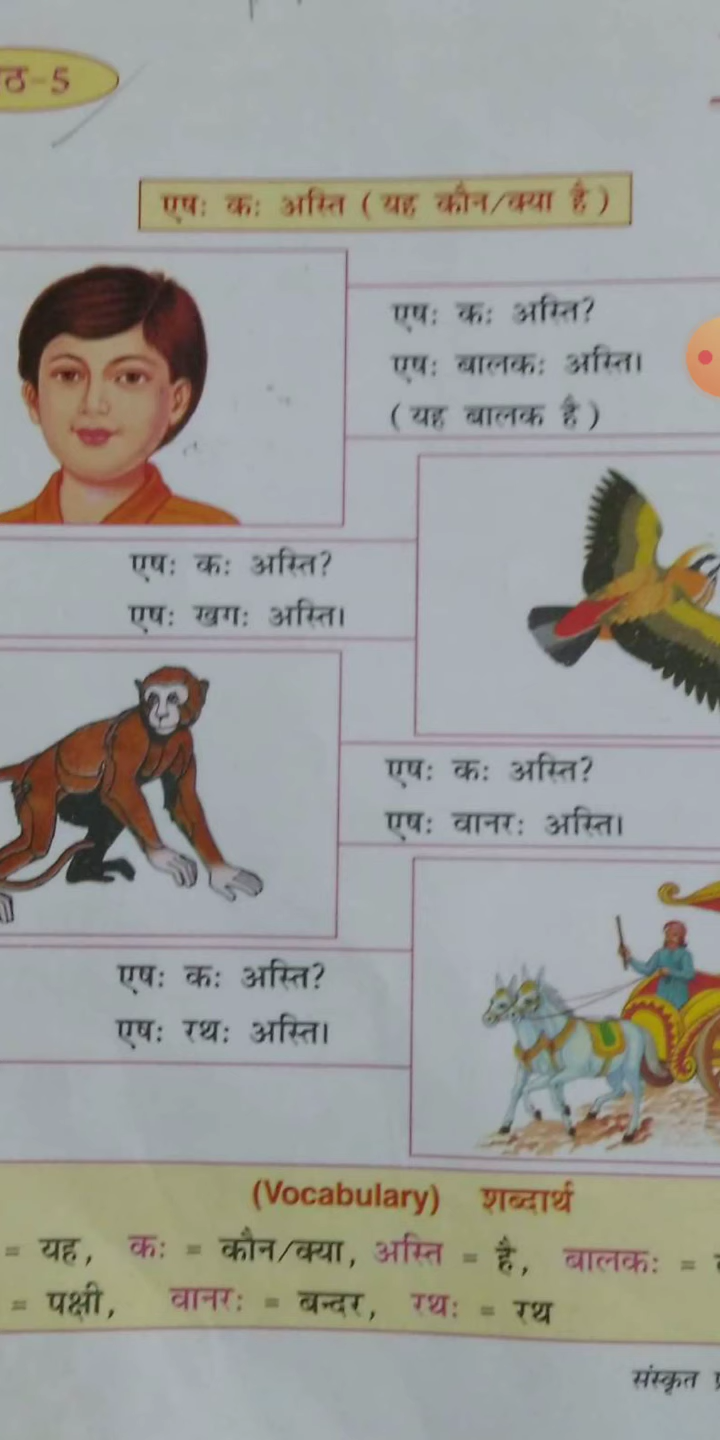 ठ-5
एषः कः अस्ति ( यह कौन/क्या है )
एषः कः अस्ति?
एषः बालकः अस्ति।
( यह बालक है )
एषः कः अस्ति?
एषः खगः अस्ति।
एषः कः अस्ति?
एषः वानरः अस्ति।
एषः कः अस्ति?
एषः रथः अस्ति।
(Vocabulary) शब्दार्थ
= यह, कः = कौन/क्या, अस्ति = है, बालकः =
= पक्षी, वानरः = बन्दर, रथः = रथ
संस्कृत